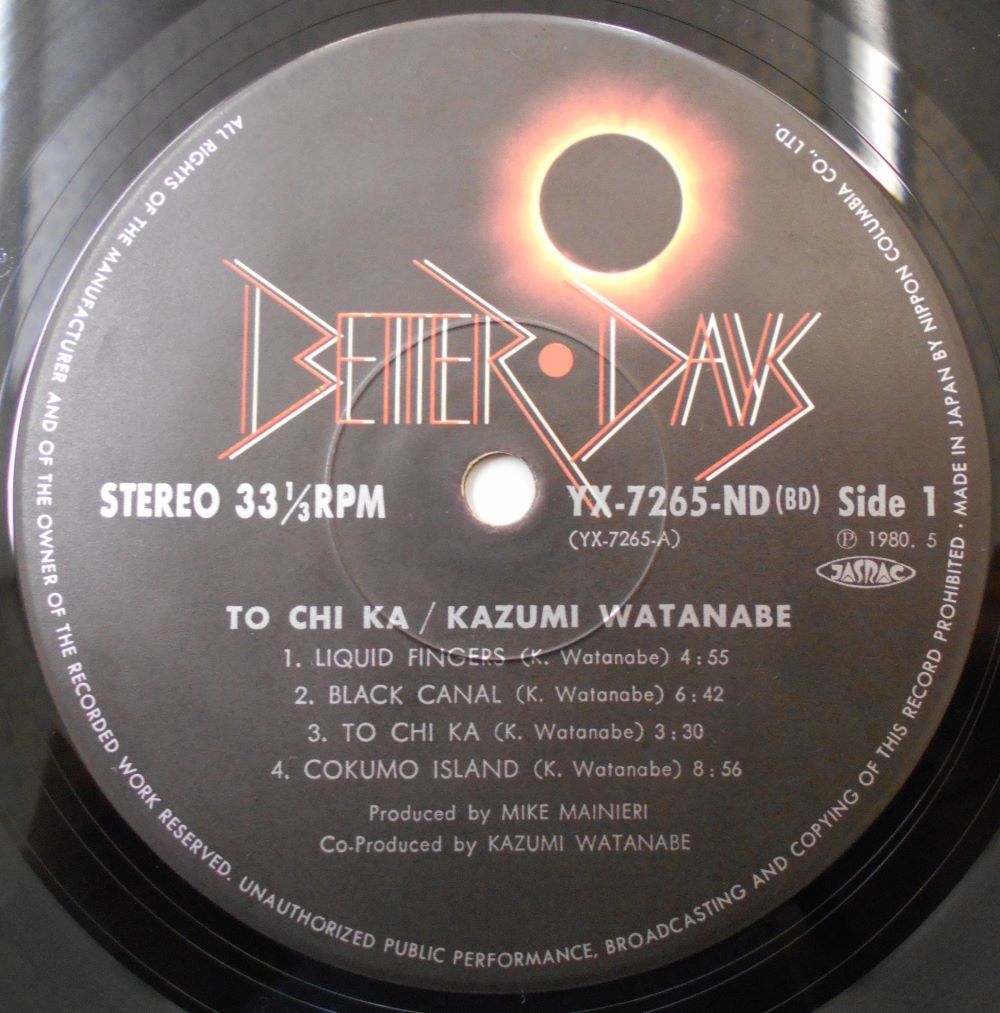 BETTER DAYS
STEREO 33 1/3 RPM
YX-7265-ND (BD) Side 1
(YX-7265-A)
Ⓟ 1980. 5
JASRAC
TO CHI KA / KAZUMI WATANABE
1. LIQUID FINGERS (K. Watanabe) 4:55
2. BLACK CANAL (K. Watanabe) 6:42
3. TO CHI KA (K. Watanabe) 3:30
4. COKUMO ISLAND (K. Watanabe) 8:56
Produced by MIKE MAINIERI
Co-Produced by KAZUMI WATANABE
ALL RIGHTS OF THE MANUFACTURER AND OF THE OWNER OF THE RECORDED WORK RESERVED. UNAUTHORIZED PUBLIC PERFORMANCE, BROADCASTING AND COPYING OF THIS RECORD PROHIBITED · MADE IN JAPAN BY NIPPON COLUMBIA CO., LTD.